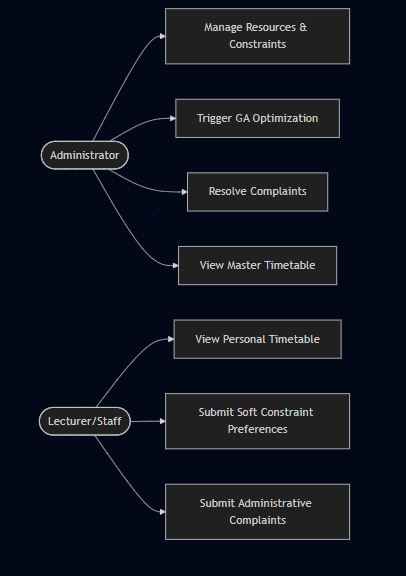 Manage Resources &
Constraints
Trigger GA Optimization
Administrator
Resolve Complaints
View Master Timetable
View Personal Timetable
Lecturer/Staff
Submit Soft Constraint
Preferences
Submit Administrative
Complaints